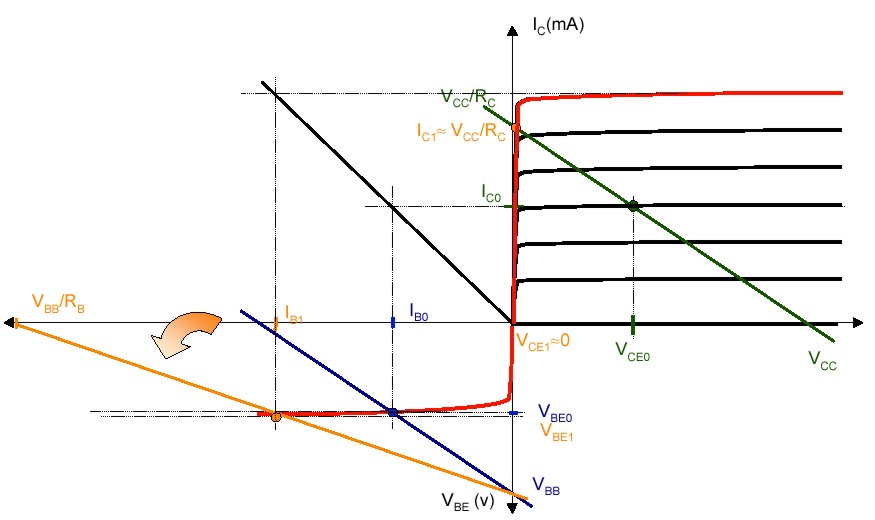 I_C(mA)
V_CC/R_C
I_C1≈ V_CC/R_C
I_C0
V_BB/R_B
I_B1
I_B0
V_CE1≈0
V_CE0
V_CC
V_BE0
V_BE1
V_BB
V_BE (v)